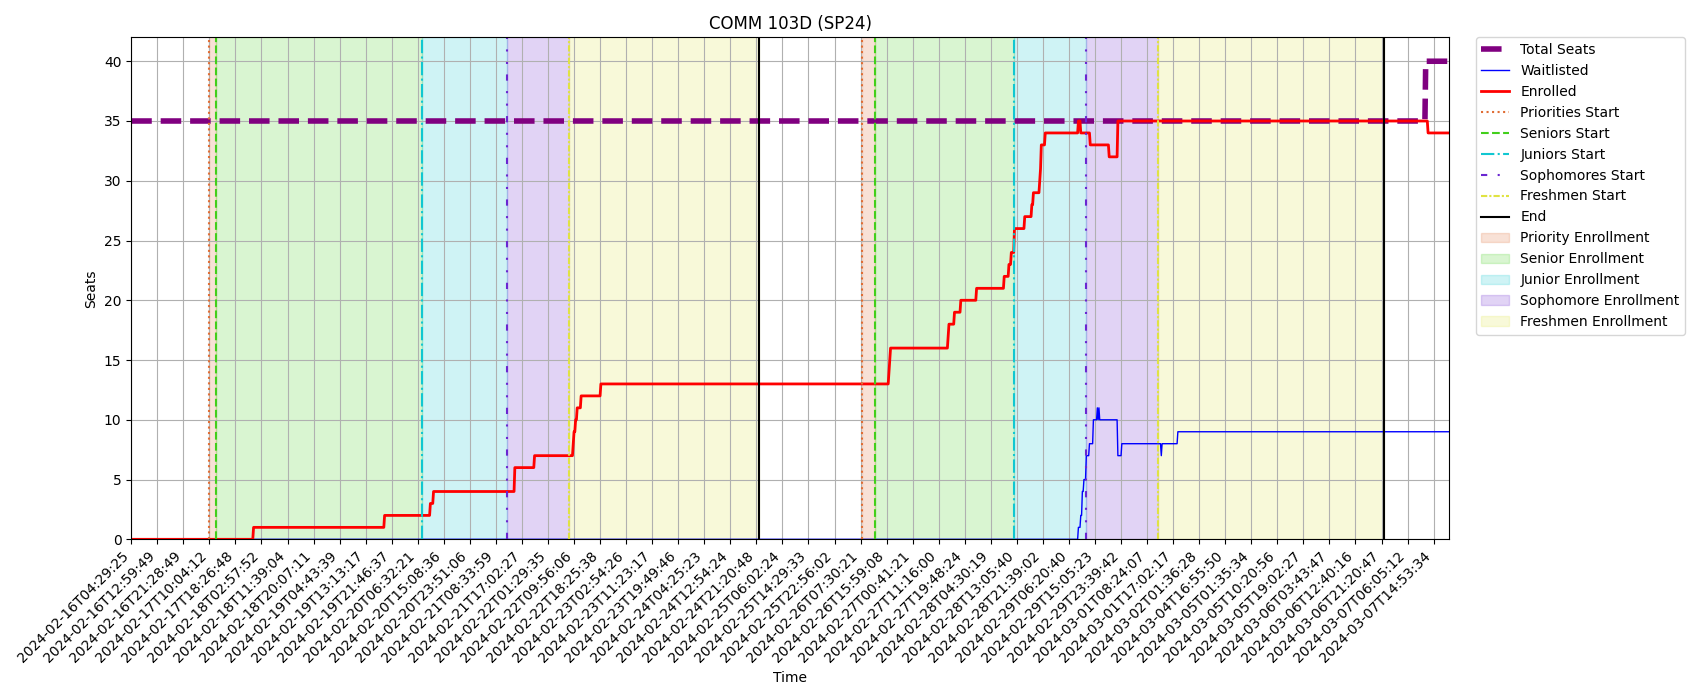 COMM 103D (SP24)
Seats
40
35
30
25
20
15
10
5
0
2024-02-16T04:29:25
2024-02-16T12:59:49
2024-02-16T21:28:49
2024-02-17T10:04:12
2024-02-17T18:26:48
2024-02-18T02:57:52
2024-02-18T11:39:04
2024-02-18T20:07:11
2024-02-19T04:43:39
2024-02-19T13:13:17
2024-02-19T21:46:37
2024-02-20T06:32:21
2024-02-20T15:08:36
2024-02-20T23:51:06
2024-02-21T08:33:59
2024-02-21T17:02:27
2024-02-22T01:29:35
2024-02-22T09:56:06
2024-02-22T18:25:38
2024-02-23T02:54:26
2024-02-23T11:23:17
2024-02-23T19:49:46
2024-02-24T04:25:23
2024-02-24T12:54:24
2024-02-24T21:20:48
2024-02-25T06:02:24
2024-02-25T14:29:33
2024-02-25T22:56:02
2024-02-26T07:30:21
2024-02-26T15:59:08
2024-02-27T00:41:21
2024-02-27T11:16:00
2024-02-27T19:48:24
2024-02-28T04:30:19
2024-02-28T13:05:40
2024-02-28T21:39:02
2024-02-29T06:20:40
2024-02-29T15:05:23
2024-02-29T23:39:42
2024-03-01T08:24:07
2024-03-01T17:02:17
2024-03-02T01:36:28
2024-03-04T16:55:50
2024-03-05T01:35:34
2024-03-05T10:20:56
2024-03-05T19:02:27
2024-03-06T03:43:47
2024-03-06T12:40:16
2024-03-06T21:20:47
2024-03-07T06:05:12
2024-03-07T14:53:34
Time
Total Seats
Waitlisted
Enrolled
Priorities Start
Seniors Start
Juniors Start
Sophomores Start
Freshmen Start
End
Priority Enrollment
Senior Enrollment
Junior Enrollment
Sophomore Enrollment
Freshmen Enrollment